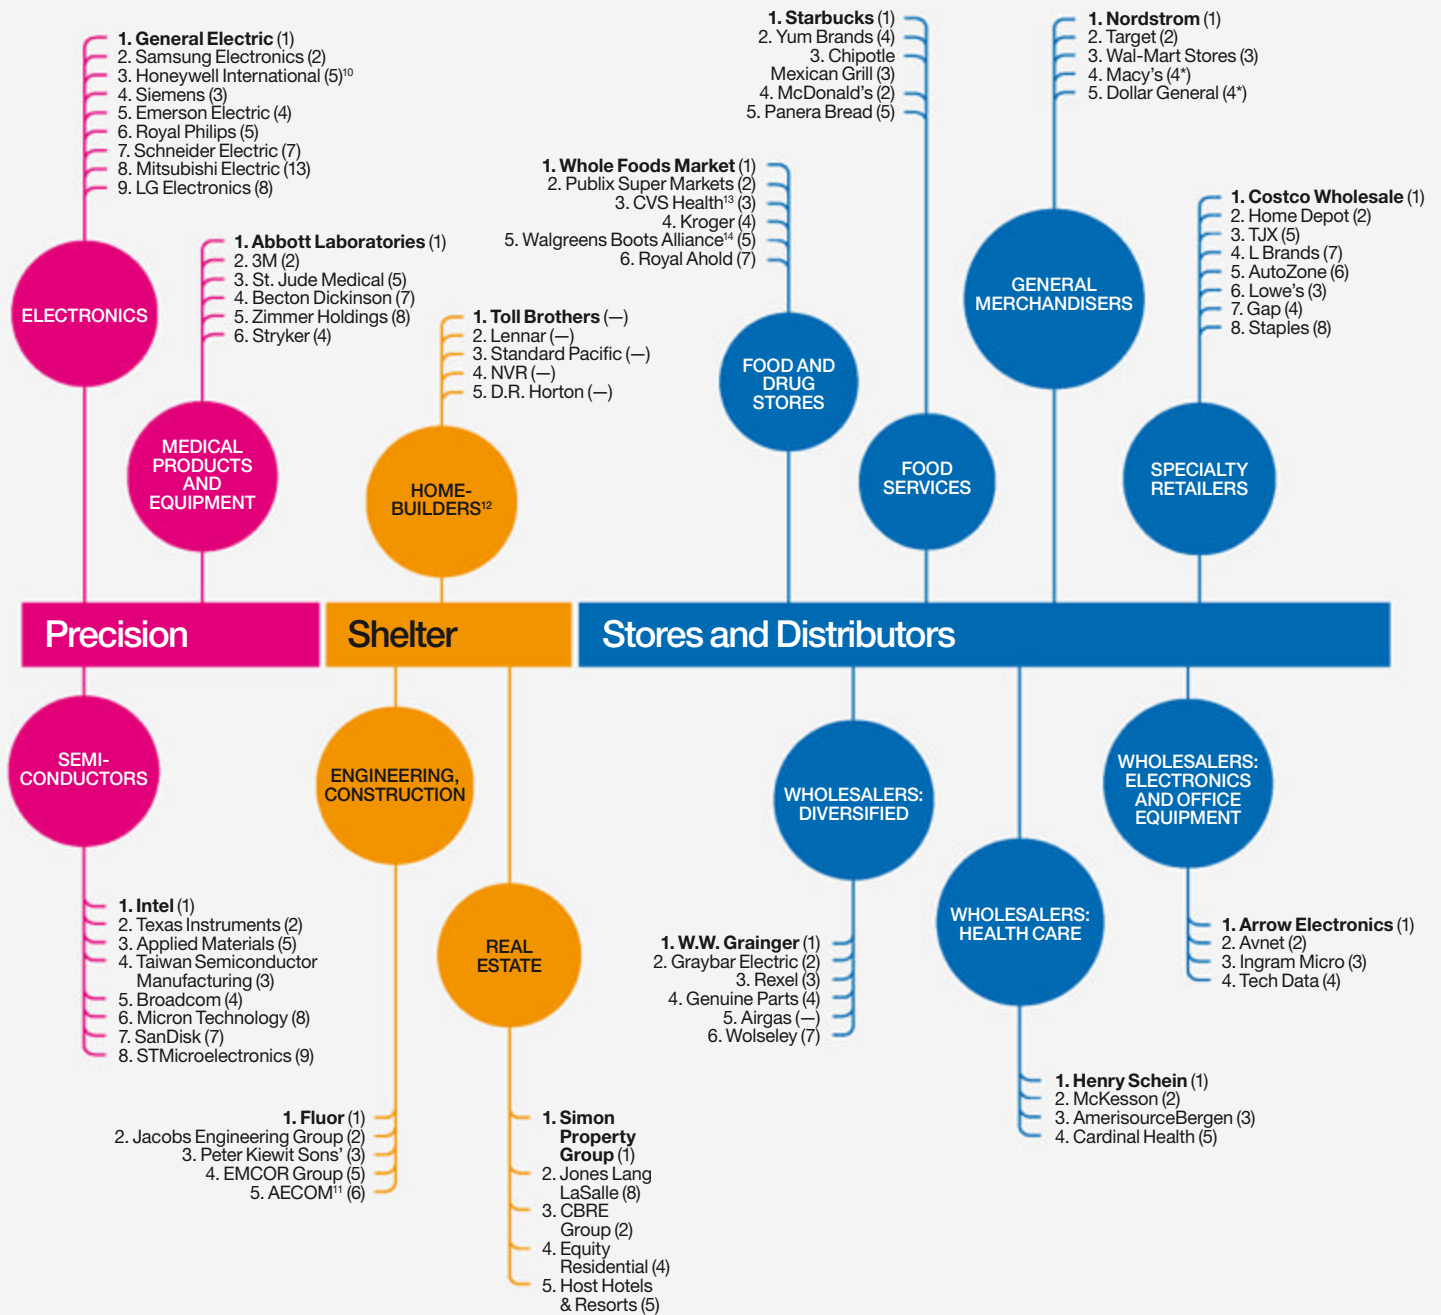 1. General Electric (1)
2. Samsung Electronics (2)
3. Honeywell International (5)¹⁰
4. Siemens (3)
5. Emerson Electric (4)
6. Royal Philips (5)
7. Schneider Electric (7)
8. Mitsubishi Electric (13)
9. LG Electronics (8)
ELECTRONICS
1. Abbott Laboratories (1)
2. 3M (2)
3. St. Jude Medical (5)
4. Becton Dickinson (7)
5. Zimmer Holdings (8)
6. Stryker (4)
MEDICAL
PRODUCTS
AND
EQUIPMENT
1. Toll Brothers (—)
2. Lennar (—)
3. Standard Pacific (—)
4. NVR (—)
5. D.R. Horton (—)
HOME-
BUILDERS¹²
1. Whole Foods Market (1)
2. Publix Super Markets (2)
3. CVS Health¹³ (3)
4. Kroger (4)
5. Walgreens Boots Alliance¹⁴ (5)
6. Royal Ahold (7)
FOOD AND
DRUG
STORES
1. Starbucks (1)
2. Yum Brands (4)
3. Chipotle
Mexican Grill (3)
4. McDonald's (2)
5. Panera Bread (5)
FOOD
SERVICES
1. Nordstrom (1)
2. Target (2)
3. Wal-Mart Stores (3)
4. Macy's (4*)
5. Dollar General (4*)
GENERAL
MERCHANDISERS
1. Costco Wholesale (1)
2. Home Depot (2)
3. TJX (5)
4. L Brands (7)
5. AutoZone (6)
6. Lowe's (3)
7. Gap (4)
8. Staples (8)
SPECIALTY
RETAILERS
Precision
Shelter
Stores and Distributors
SEMI-
CONDUCTORS
1. Intel (1)
2. Texas Instruments (2)
3. Applied Materials (5)
4. Taiwan Semiconductor
Manufacturing (3)
5. Broadcom (4)
6. Micron Technology (8)
7. SanDisk (7)
8. STMicroelectronics (9)
ENGINEERING,
CONSTRUCTION
1. Fluor (1)
2. Jacobs Engineering Group (2)
3. Peter Kiewit Sons' (3)
4. EMCOR Group (5)
5. AECOM¹¹ (6)
REAL
ESTATE
1. Simon
Property
Group (1)
2. Jones Lang
LaSalle (8)
3. CBRE
Group (2)
4. Equity
Residential (4)
5. Host Hotels
& Resorts (5)
WHOLESALERS:
DIVERSIFIED
1. W.W. Grainger (1)
2. Graybar Electric (2)
3. Rexel (3)
4. Genuine Parts (4)
5. Airgas (—)
6. Wolseley (7)
WHOLESALERS:
HEALTH CARE
1. Henry Schein (1)
2. McKesson (2)
3. AmerisourceBergen (3)
4. Cardinal Health (5)
WHOLESALERS:
ELECTRONICS
AND OFFICE
EQUIPMENT
1. Arrow Electronics (1)
2. Avnet (2)
3. Ingram Micro (3)
4. Tech Data (4)